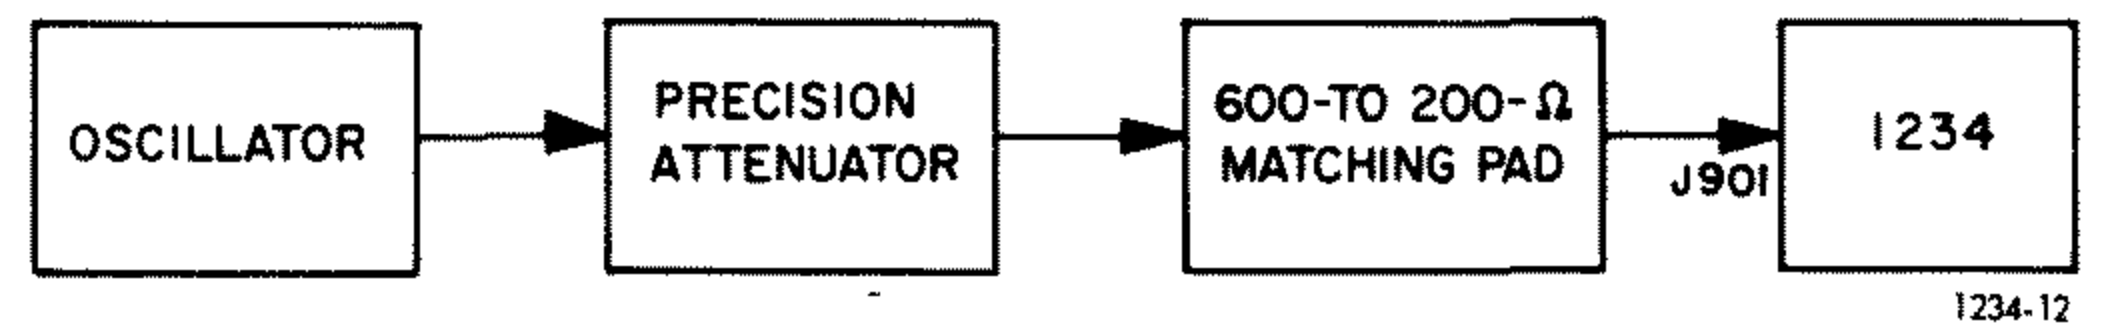 OSCILLATOR
PRECISION
ATTENUATOR
600-TO 200-Ω
MATCHING PAD
J901
1234
1234-12